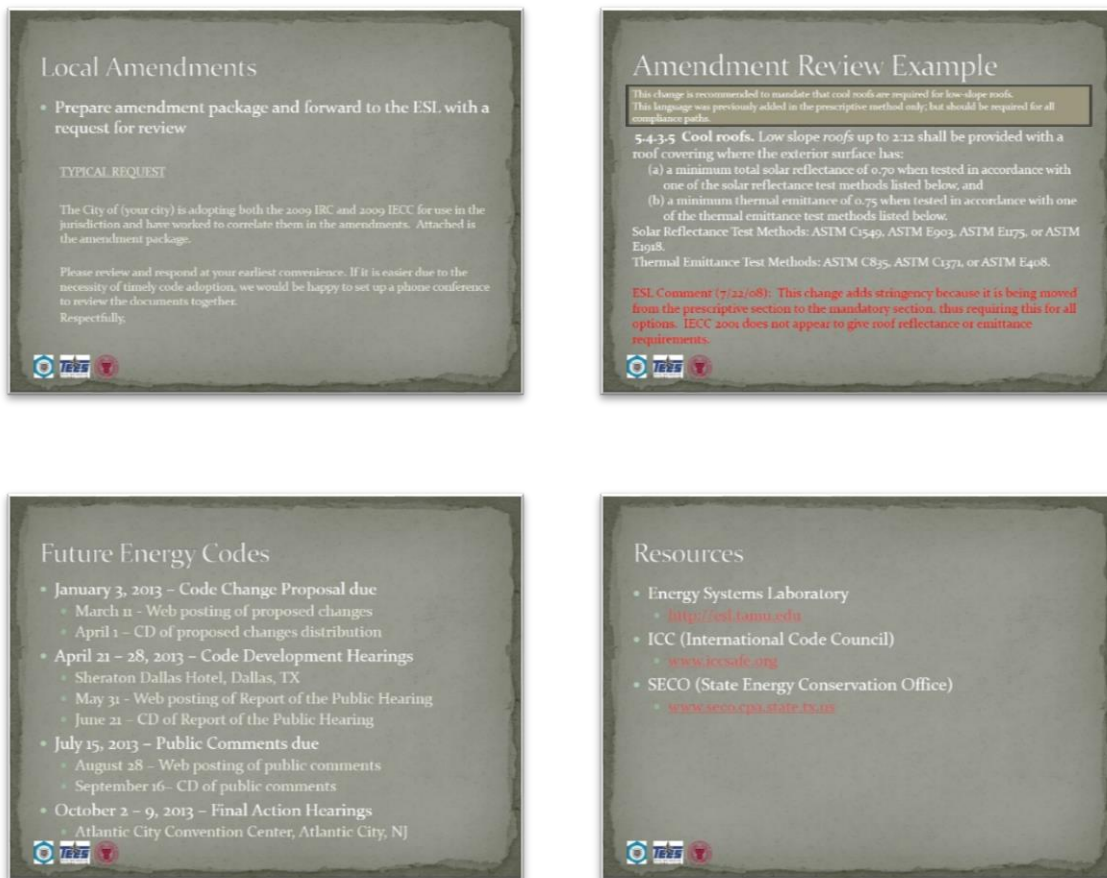 Local Amendments
• Prepare amendment package and forward to the ESL with a
request for review
TYPICAL REQUEST
The City of (your city) is adopting both the 2009 IRC and 2009 IECC for use in the
jurisdiction and have worked to correlate them in the amendments. Attached is
the amendment package.
Please review and respond at your earliest convenience. If it is easier due to the
necessity of timely code adoption, we would be happy to set up a phone conference
to review the documents together.
Respectfully,
TEES
Amendment Review Example
This change is recommended to mandate that cool roofs are required for low-slope roofs.
This language was previously added in the prescriptive method only; but should be required for all
compliance paths.
5.4.3.5 Cool roofs. Low slope roofs up to 2:12 shall be provided with a
roof covering where the exterior surface has:
(a) a minimum total solar reflectance of 0.70 when tested in accordance with
one of the solar reflectance test methods listed below, and
(b) a minimum thermal emittance of 0.75 when tested in accordance with one
of the thermal emittance test methods listed below.
Solar Reflectance Test Methods: ASTM C1549, ASTM E903, ASTM E1175, or ASTM
E1918.
Thermal Emittance Test Methods: ASTM C835, ASTM C1371, or ASTM E408.
ESL Comment (7/22/08): This change adds stringency because it is being moved
from the prescriptive section to the mandatory section, thus requiring this for all
options. IECC 2001 does not appear to give roof reflectance or emittance
requirements.
TEES
Future Energy Codes
• January 3, 2013 – Code Change Proposal due
• March 11 - Web posting of proposed changes
• April 1 – CD of proposed changes distribution
• April 21 – 28, 2013 – Code Development Hearings
• Sheraton Dallas Hotel, Dallas, TX
• May 31 - Web posting of Report of the Public Hearing
• June 21 – CD of Report of the Public Hearing
• July 15, 2013 – Public Comments due
• August 28 – Web posting of public comments
• September 16– CD of public comments
• October 2 – 9, 2013 – Final Action Hearings
• Atlantic City Convention Center, Atlantic City, NJ
TEES
Resources
• Energy Systems Laboratory
• http://esl.tamu.edu
• ICC (International Code Council)
• www.iccsafe.org
• SECO (State Energy Conservation Office)
• www.seco.cpa.state.tx.us
TEES